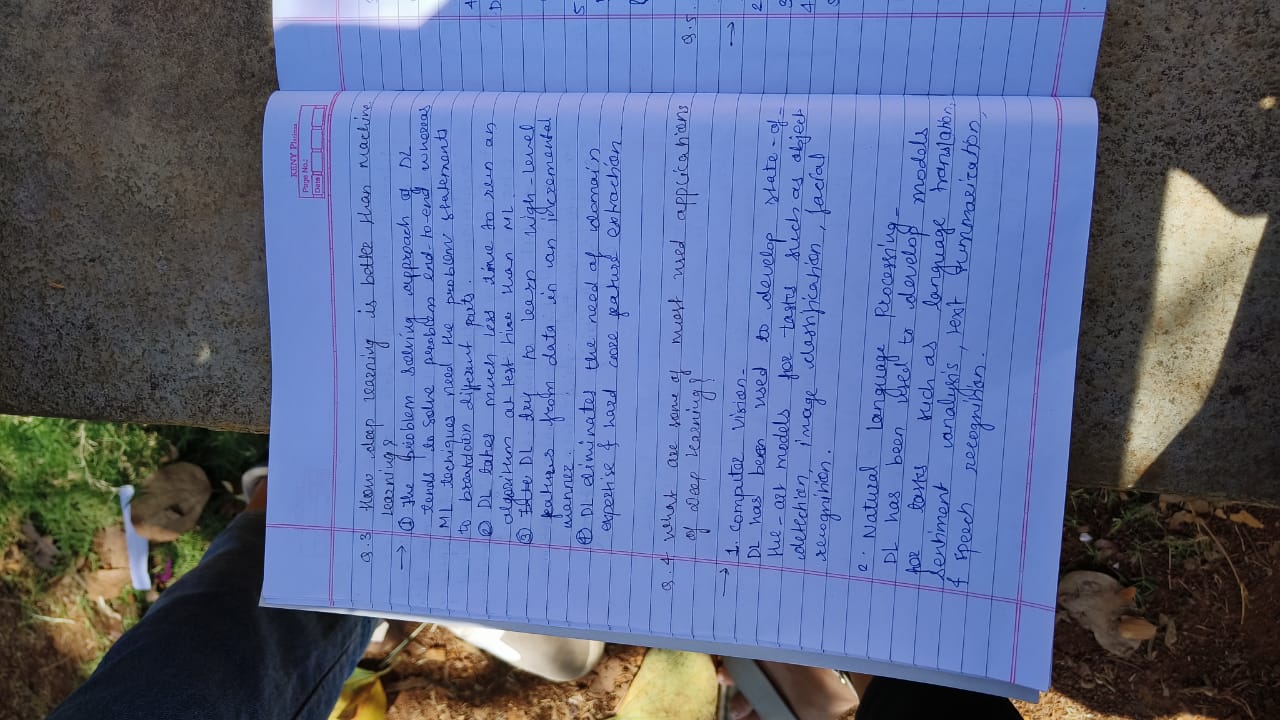 KENY Platinum
Page No.:
Date
Q.3 How deep learning is better than Machine
Learning?
→ ① The problem solving approach of DL
tends to solve problem end-to-end whereas
ML techiques need the problem statements
to breakdown different parts.
② DL takes much less time to run an
algorithm at test time than ML
③ DL try to learn high-level
features from data in an incremental
manner.
④ DL eliminates the need of domain
expertise & hard core feature extraction
Q.4 What are some of most used applications
of Deep Learning?
→ 1. Computer Vision-
DL has been used to develop state-of-
the-art models for tasks such as object
detection, image classification, facial
recognition.
2. Natural Language Processing-
DL has been used to develop models
for tasks such as language translation,
sentiment analysis, text summarization,
& speech recognition.
4
D
5
Q.5
→
2
3
4
5